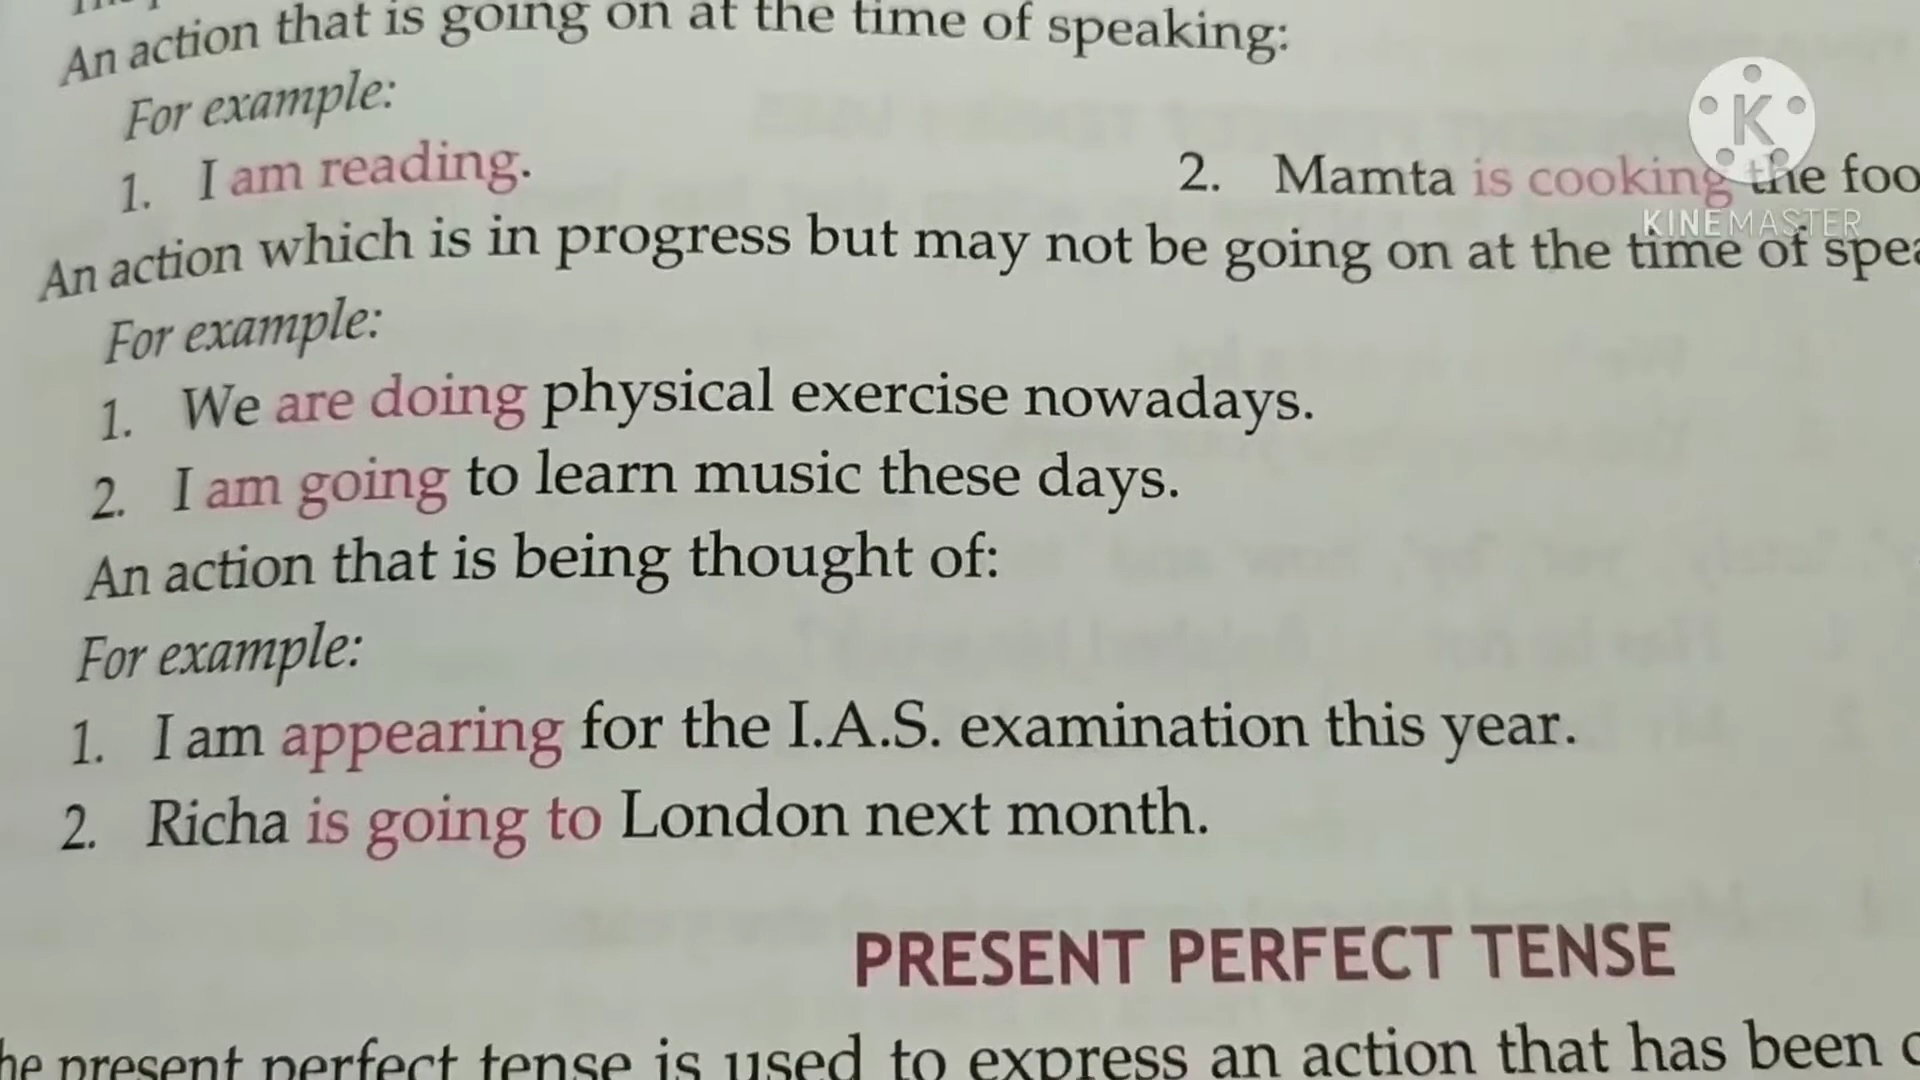 An action that is going on at the time of speaking:
For example:
1. I am reading. 2. Mamta is cooking the
An action which is in progress but may not be going on at the time of
For example:
1. We are doing physical exercise nowadays.
2. I am going to learn music these days.
An action that is being thought of:
For example:
1. I am appearing for the I.A.S. examination this year.
2. Richa is going to London next month.
PRESENT PERFECT TENSE
present perfect tense is used to express an action that has been
K
KINEMASTER